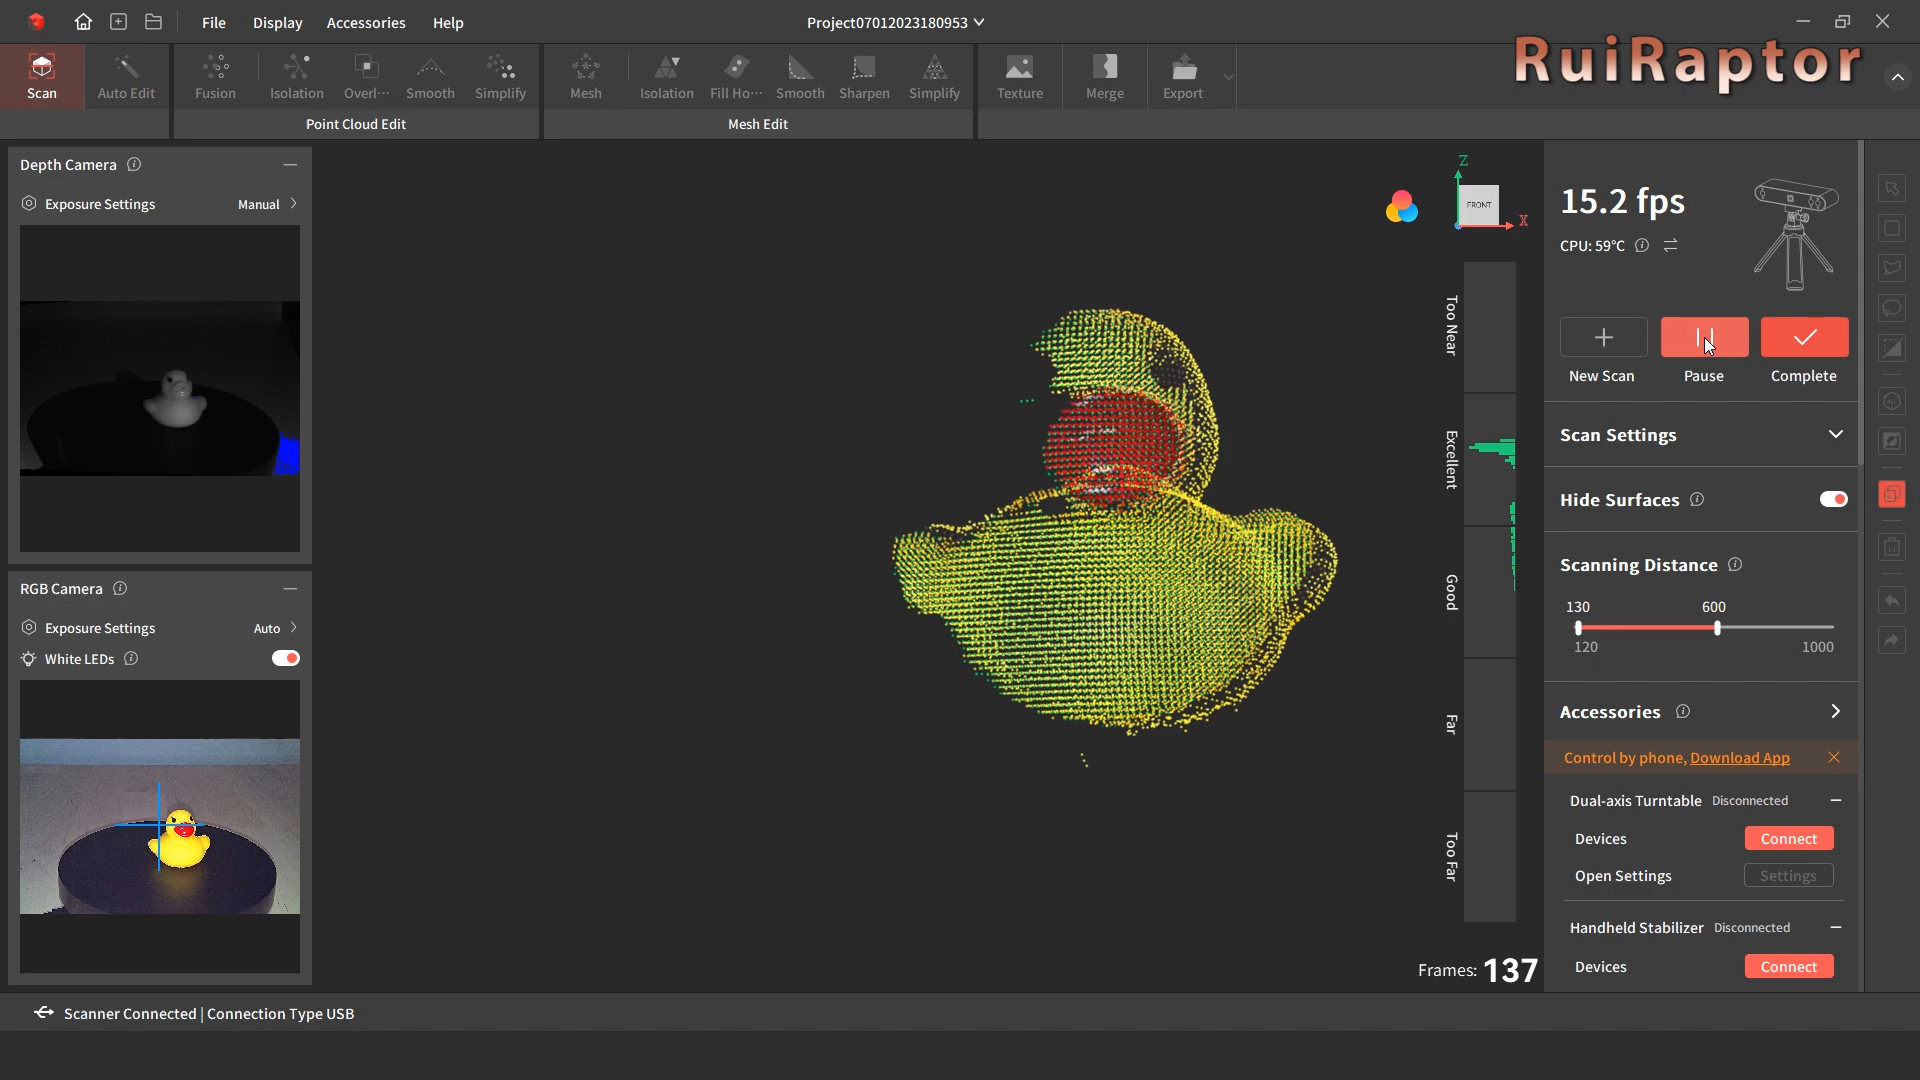 File Display Accessories Help
Project07012023180953
RuiRaptor
Scan
Auto Edit
Fusion
Isolation
Overl···
Smooth
Simplify
Mesh
Isolation
Fill Ho···
Smooth
Sharpen
Simplify
Texture
Merge
Export
Point Cloud Edit
Mesh Edit
Depth Camera
Exposure Settings Manual
RGB Camera
Exposure Settings Auto
White LEDs
Z
FRONT
X
Too Near
Excellent
Good
Far
Too Far
Frames: 137
15.2 fps
CPU: 59°C
New Scan
Pause
Complete
Scan Settings
Hide Surfaces
Scanning Distance
130 600
120 1000
Accessories
Control by phone, Download App
Dual-axis Turntable Disconnected
Devices Connect
Open Settings Settings
Handheld Stabilizer Disconnected
Devices Connect
Scanner Connected | Connection Type USB